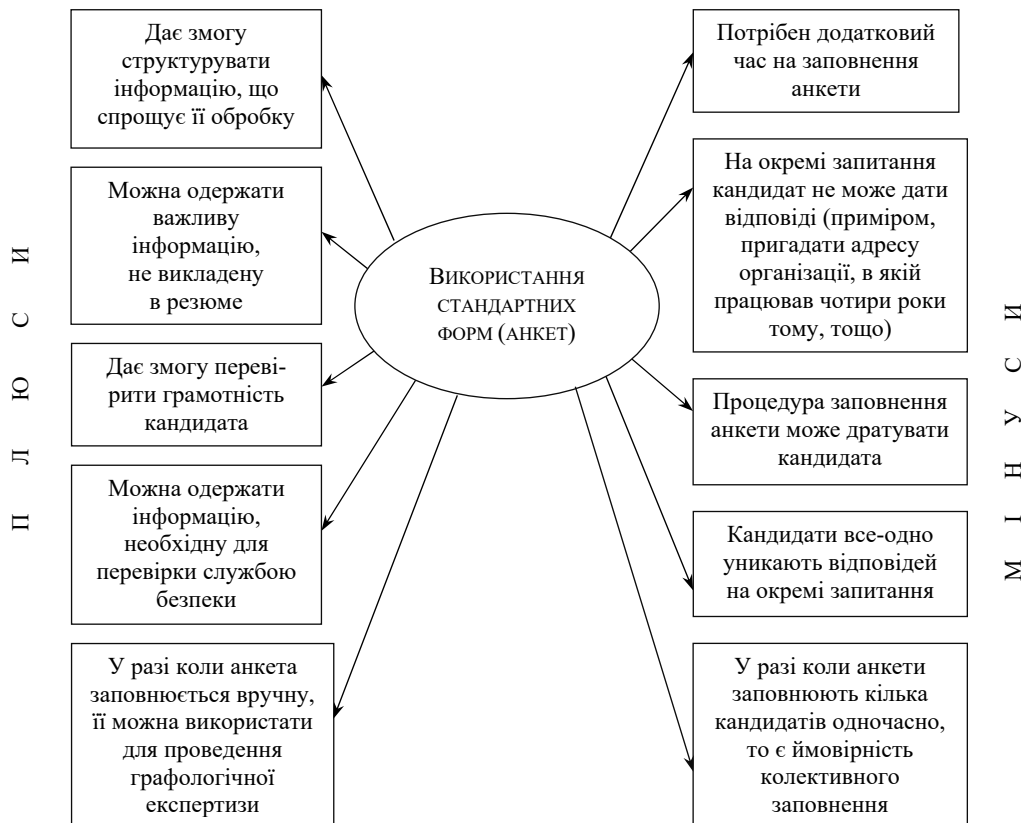 П Л Ю С И
Дає змогу
структурувати
інформацію, що
спрощує її обробку
Можна одержати
важливу
інформацію,
не викладену
в резюме
Дає змогу переві-
рити грамотність
кандидата
Можна одержати
інформацію,
необхідну для
перевірки службою
безпеки
У разі коли анкета
заповнюється вручну,
її можна використати
для проведення
графологічної
експертизи
ВИКОРИСТАННЯ
СТАНДАРТНИХ
ФОРМ (АНКЕТ)
Потрібен додатковий
час на заповнення
анкети
На окремі запитання
кандидат не може дати
відповіді (приміром,
пригадати адресу
організації, в якій
працював чотири роки
тому, тощо)
Процедура заповнення
анкети може дратувати
кандидата
Кандидати все-одно
уникають відповідей
на окремі запитання
У разі коли анкети
заповнюють кілька
кандидатів одночасно,
то є ймовірність
колективного
заповнення
М І Н У С И